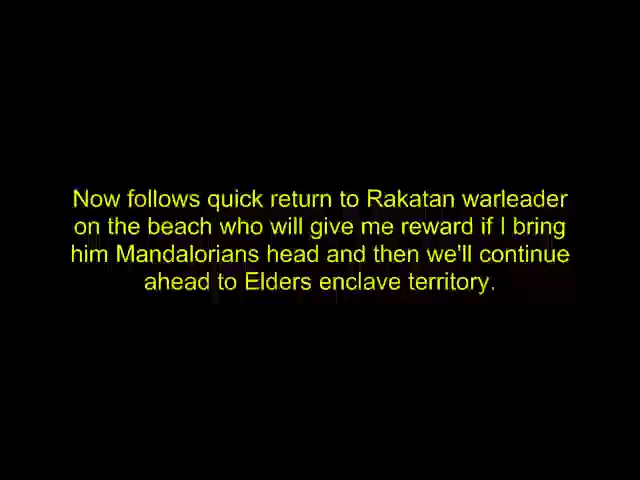 Now follows quick return to Rakatan warleader
on the beach who will give me reward if I bring
him Mandalorians head and then we'll continue
ahead to Elders enclave territory.